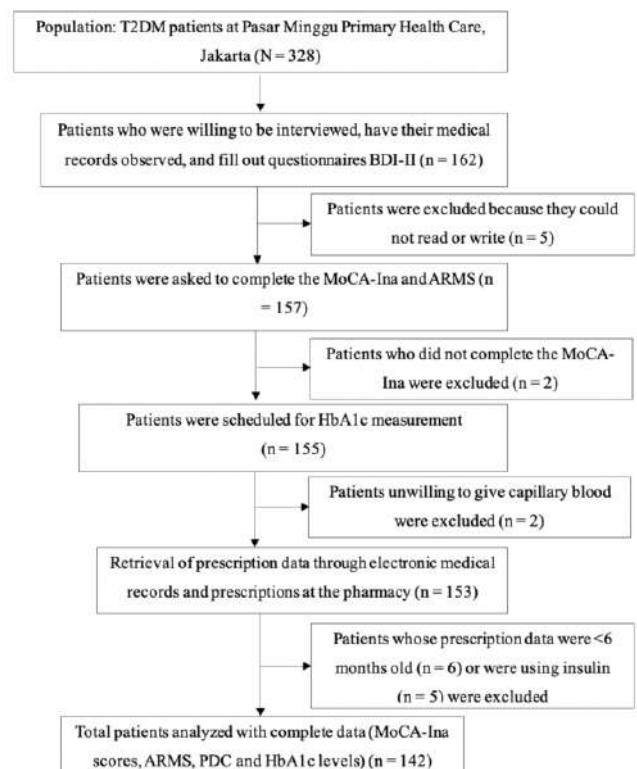 Population: T2DM patients at Pasar Minggu Primary Health Care,
Jakarta (N = 328)
Patients who were willing to be interviewed, have their medical
records observed, and fill out questionnaires BDI-II (n = 162)
Patients were excluded because they could
not read or write (n = 5)
Patients were asked to complete the MoCA-Ina and ARMS (n
= 157)
Patients who did not complete the MoCA-
Ina were excluded (n = 2)
Patients were scheduled for HbA1c measurement
(n = 155)
Patients unwilling to give capillary blood
were excluded (n = 2)
Retrieval of prescription data through electronic medical
records and prescriptions at the pharmacy (n = 153)
Patients whose prescription data were <6
months old (n = 6) or were using insulin
(n = 5) were excluded
Total patients analyzed with complete data (MoCA-Ina
scores, ARMS, PDC and HbA1c levels) (n = 142)